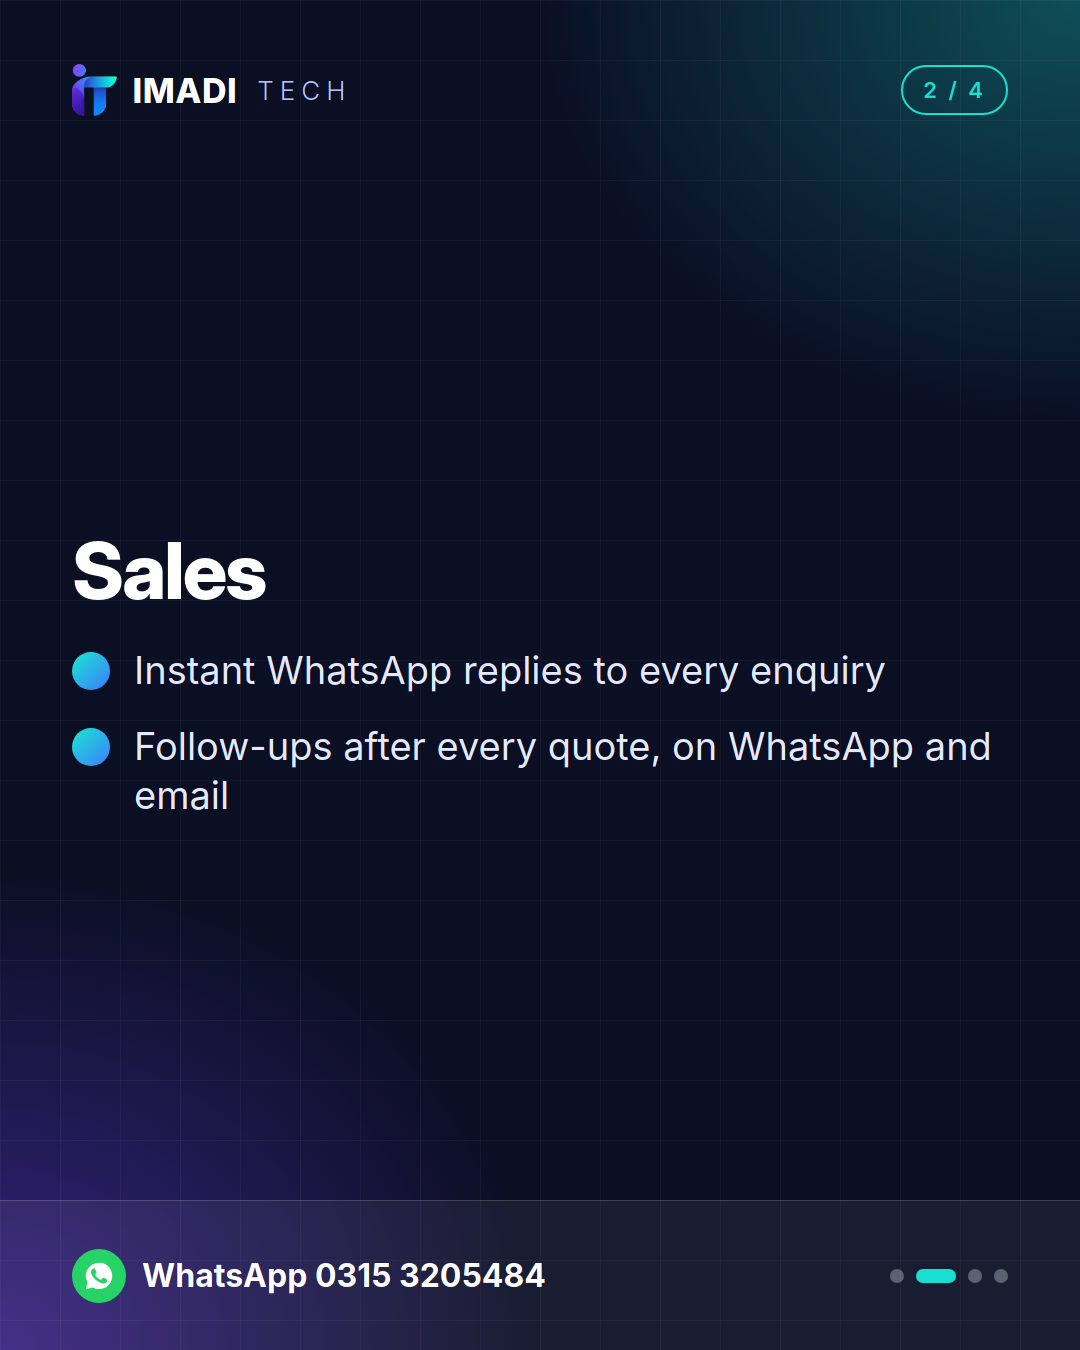 IMADI TECH
2 / 4
Sales
Instant WhatsApp replies to every enquiry
Follow-ups after every quote, on WhatsApp and
email
WhatsApp 0315 3205484